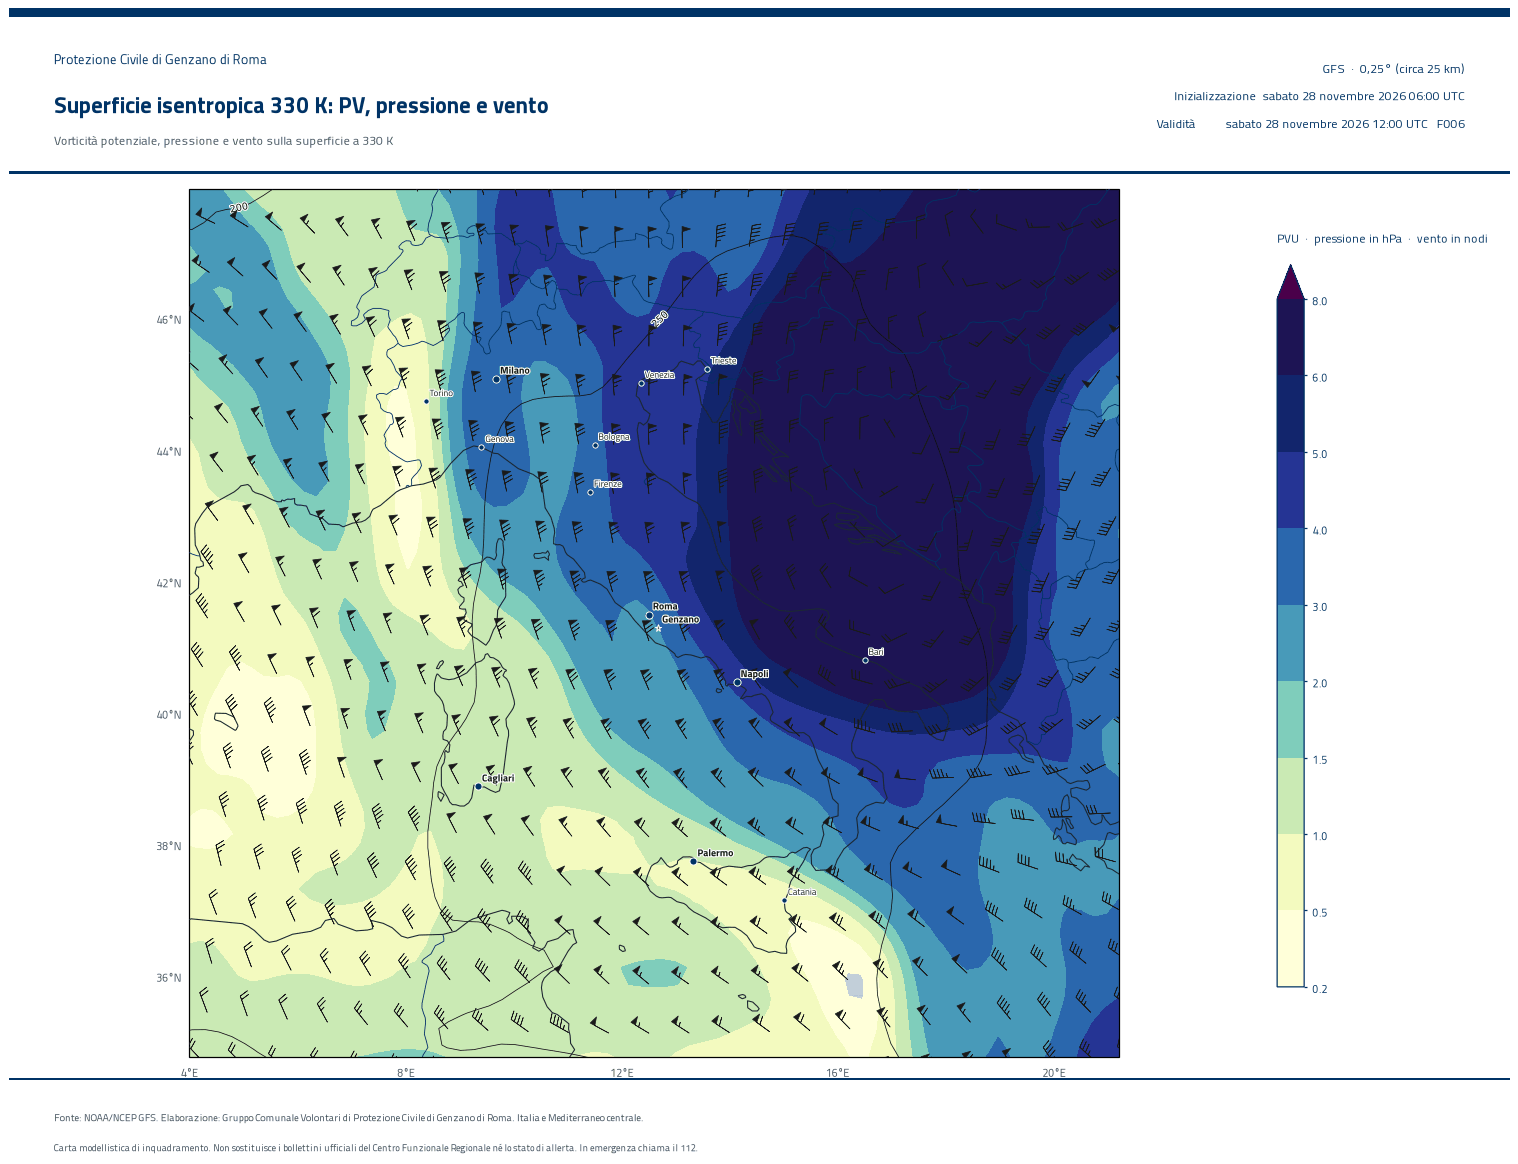 Protezione Civile di Genzano di Roma
Superficie isentropica 330 K: PV, pressione e vento
Vorticità potenziale, pressione e vento sulla superficie a 330 K
GFS · 0,25° (circa 25 km)
Inizializzazione sabato 28 novembre 2026 06:00 UTC
Validità sabato 28 novembre 2026 12:00 UTC F006
PVU · pressione in hPa · vento in nodi
200
250
46°N
44°N
42°N
40°N
38°N
36°N
4°E
8°E
12°E
16°E
20°E
Milano
Torino
Venezia
Trieste
Genova
Bologna
Firenze
Roma
Genzano
Napoli
Bari
Cagliari
Palermo
Catania
8.0
6.0
5.0
4.0
3.0
2.0
1.5
1.0
0.5
0.2
Fonte: NOAA/NCEP GFS. Elaborazione: Gruppo Comunale Volontari di Protezione Civile di Genzano di Roma. Italia e Mediterraneo centrale.
Carta modellistica di inquadramento. Non sostituisce i bollettini ufficiali del Centro Funzionale Regionale né lo stato di allerta. In emergenza chiama il 112.